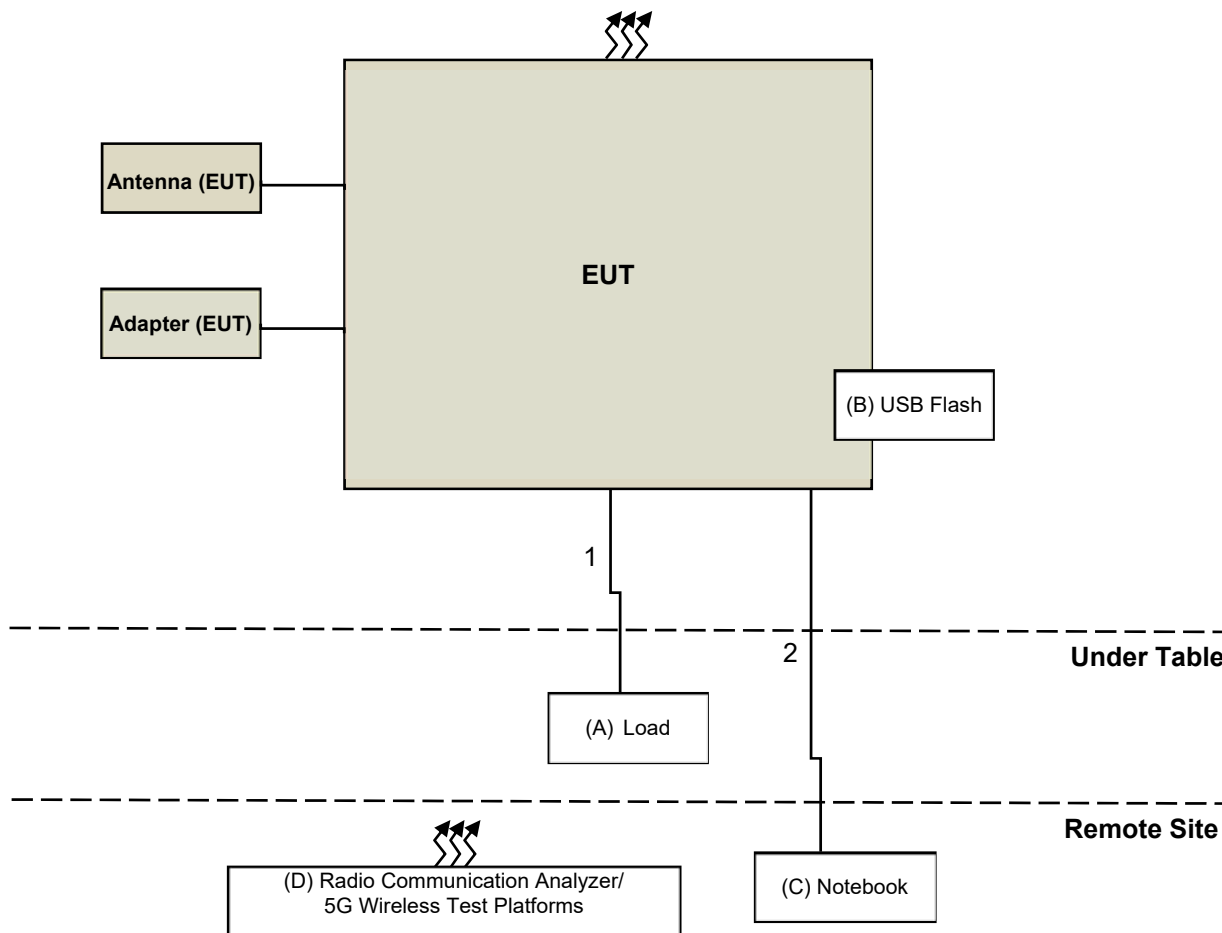 Antenna (EUT)
EUT
Adapter (EUT)
(B) USB Flash
1
2
Under Table
(A) Load
Remote Site
(D) Radio Communication Analyzer/
5G Wireless Test Platforms
(C) Notebook